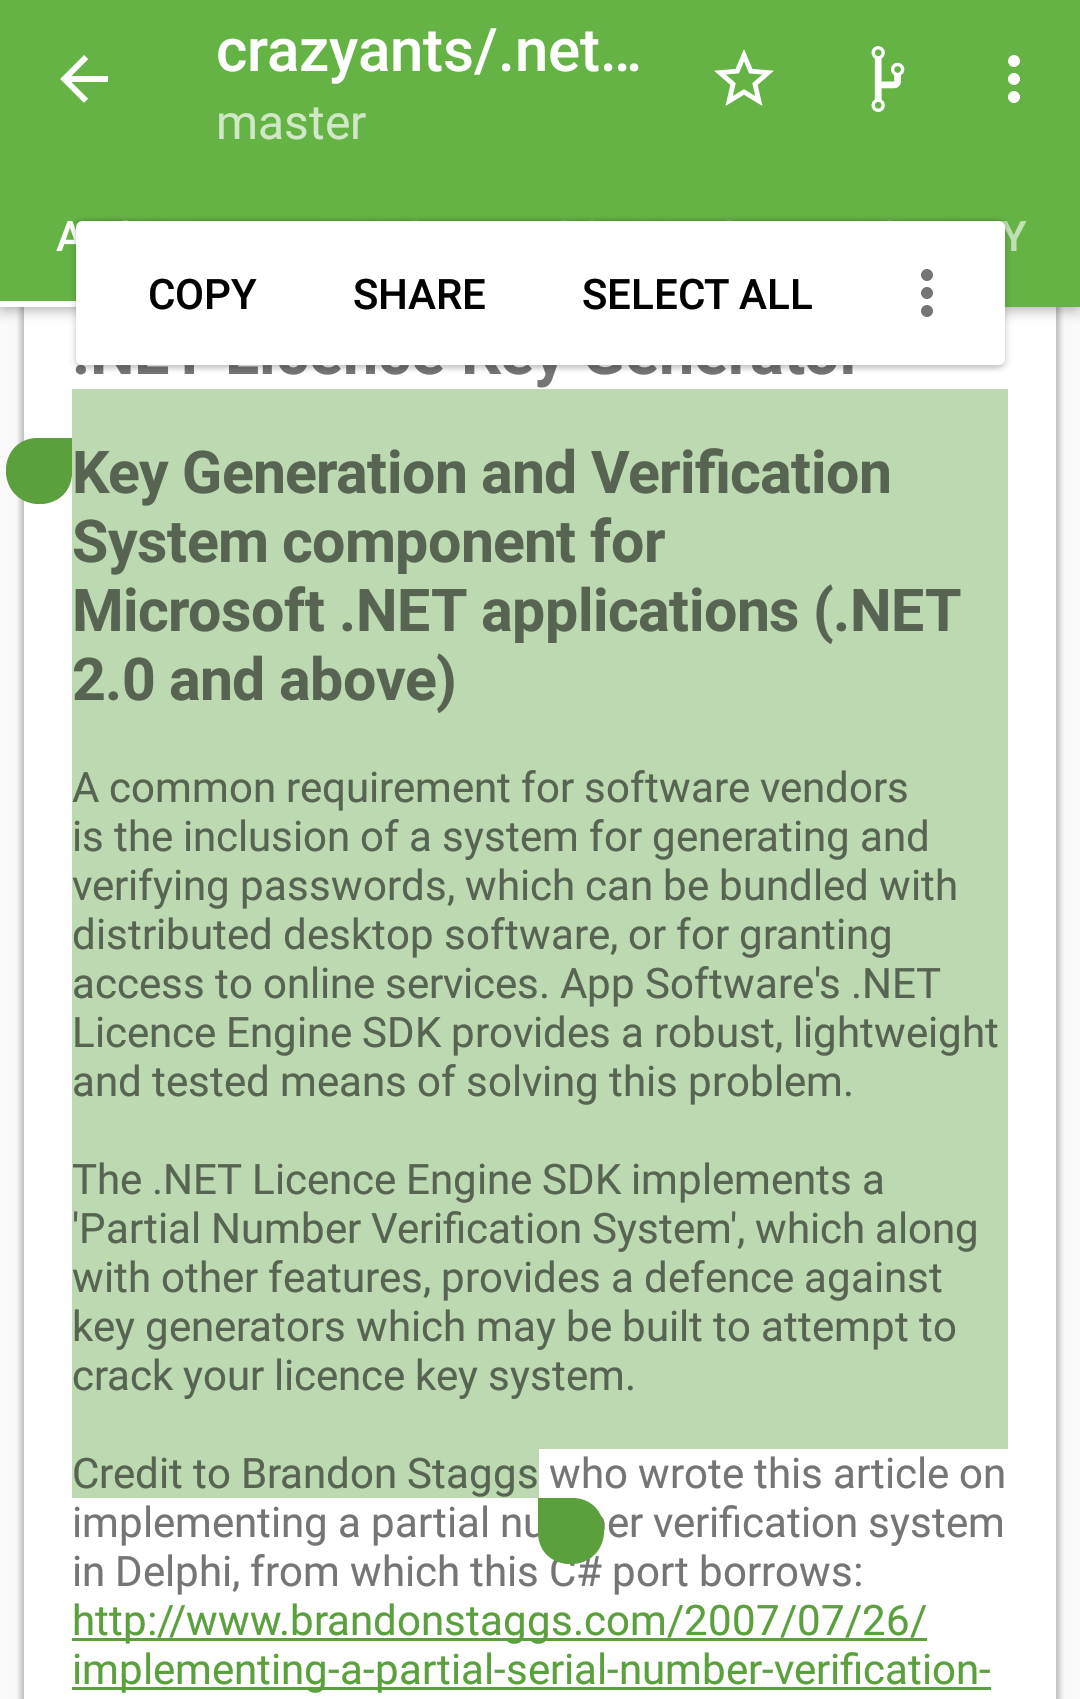 crazyants/.net...
master
A
Y
COPY SHARE SELECT ALL
.NET Licence Key Generator
Key Generation and Verification
System component for
Microsoft .NET applications (.NET
2.0 and above)
A common requirement for software vendors
is the inclusion of a system for generating and
verifying passwords, which can be bundled with
distributed desktop software, or for granting
access to online services. App Software's .NET
Licence Engine SDK provides a robust, lightweight
and tested means of solving this problem.
The .NET Licence Engine SDK implements a
'Partial Number Verification System', which along
with other features, provides a defence against
key generators which may be built to attempt to
crack your licence key system.
Credit to Brandon Staggs who wrote this article on
implementing a partial number verification system
in Delphi, from which this C# port borrows:
http://www.brandonstaggs.com/2007/07/26/
implementing-a-partial-serial-number-verification-